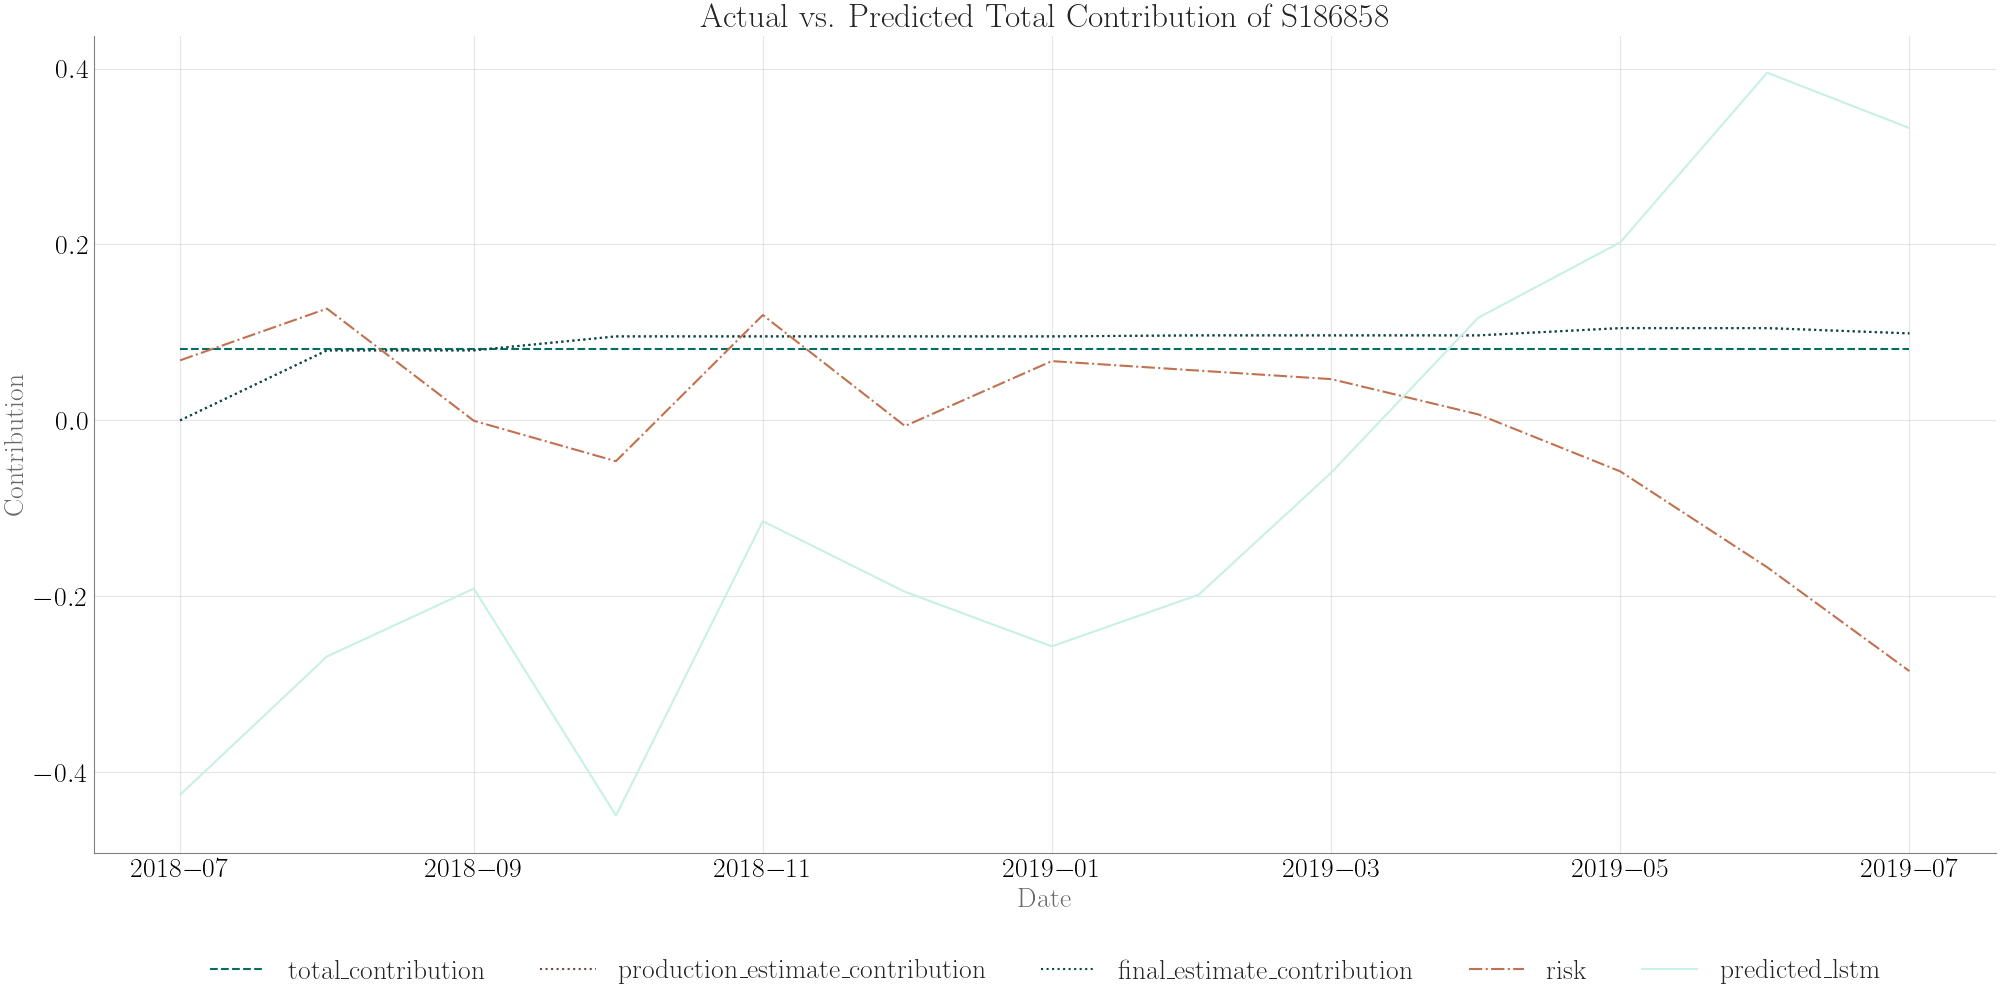 Actual vs. Predicted Total Contribution of S186858
Contribution
0.4
0.2
0.0
−0.2
−0.4
2018−07 2018−09 2018−11 2019−01 2019−03 2019−05 2019−07
Date
total_contribution production_estimate_contribution final_estimate_contribution risk predicted_lstm